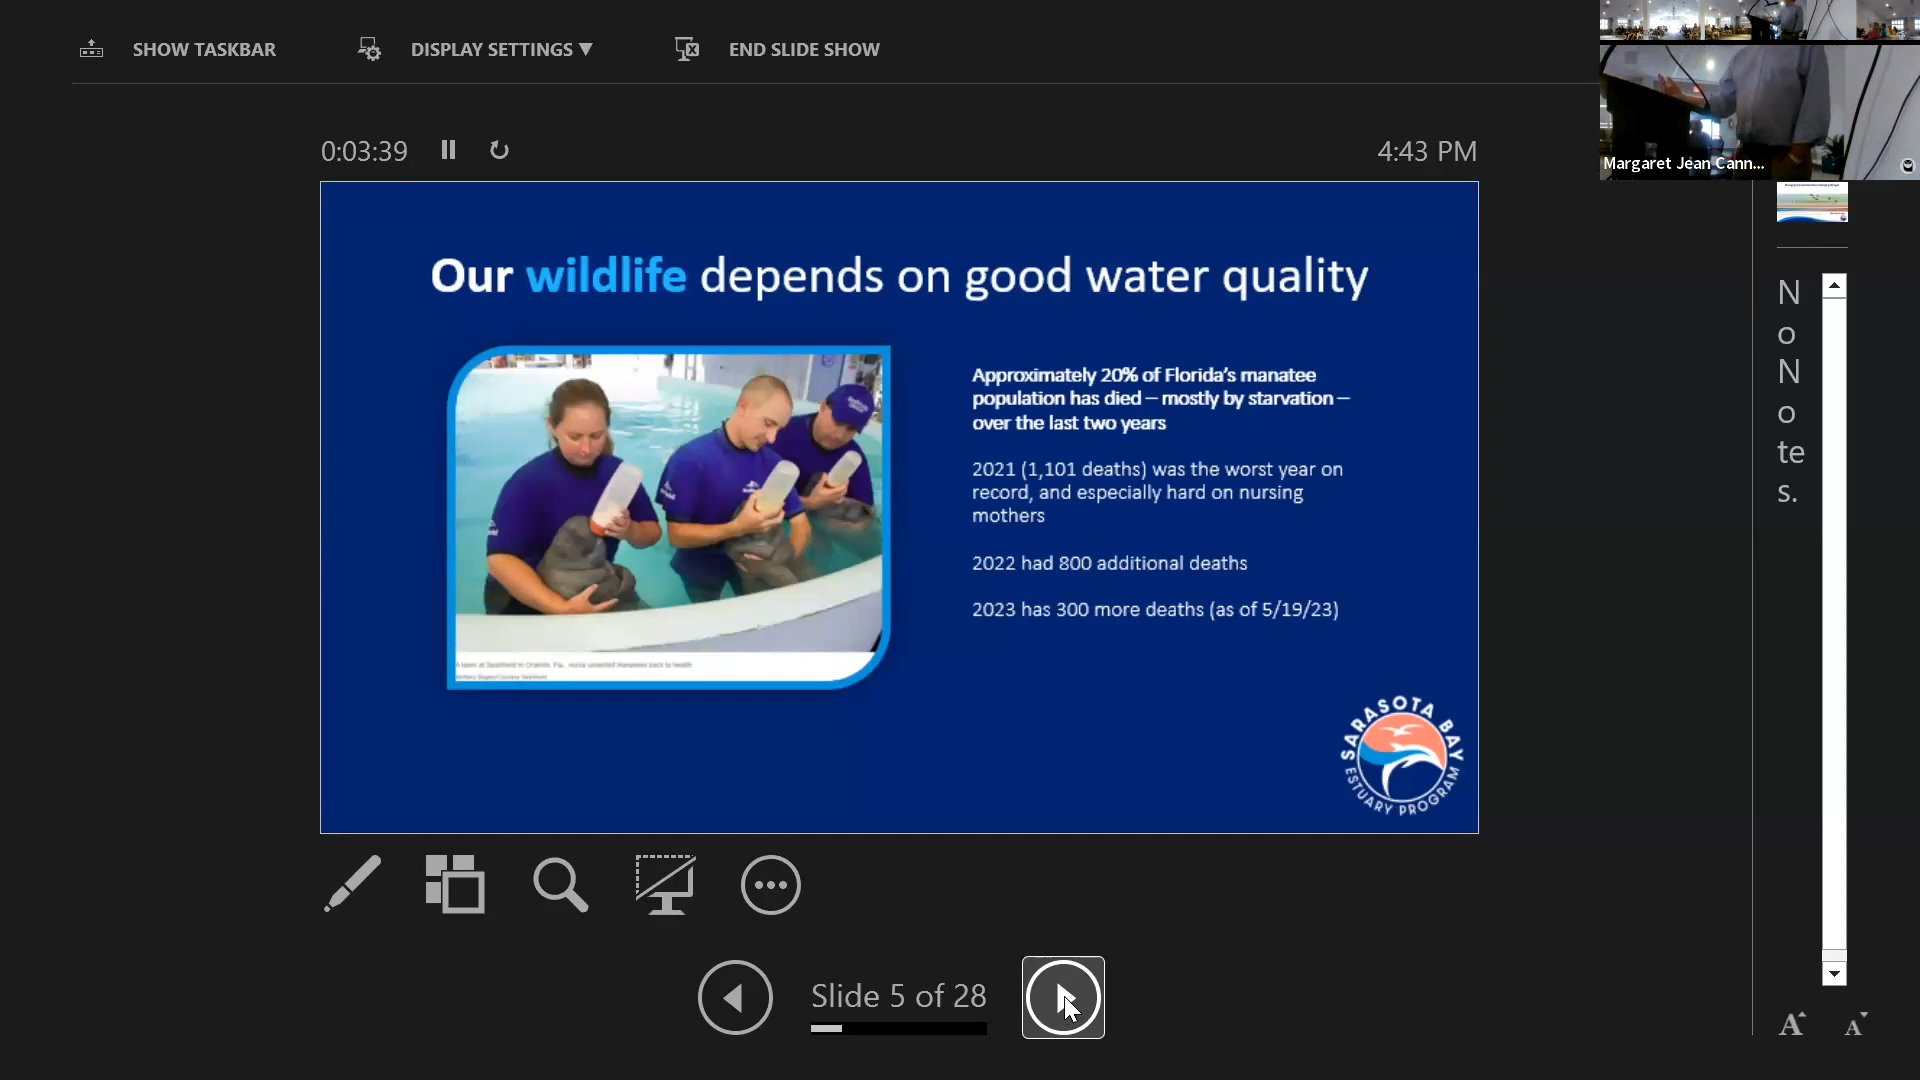 SHOW TASKBAR
DISPLAY SETTINGS ▼
END SLIDE SHOW
Margaret Jean Cann...
0:03:39
4:43 PM
Our wildlife depends on good water quality
Approximately 20% of Florida's manatee
population has died – mostly by starvation –
over the last two years
2021 (1,101 deaths) was the worst year on
record, and especially hard on nursing
mothers
2022 had 800 additional deaths
2023 has 300 more deaths (as of 5/19/23)
SARASOTA BAY
ESTUARY PROGRAM
N
o
N
o
te
s.
Slide 5 of 28
A
A